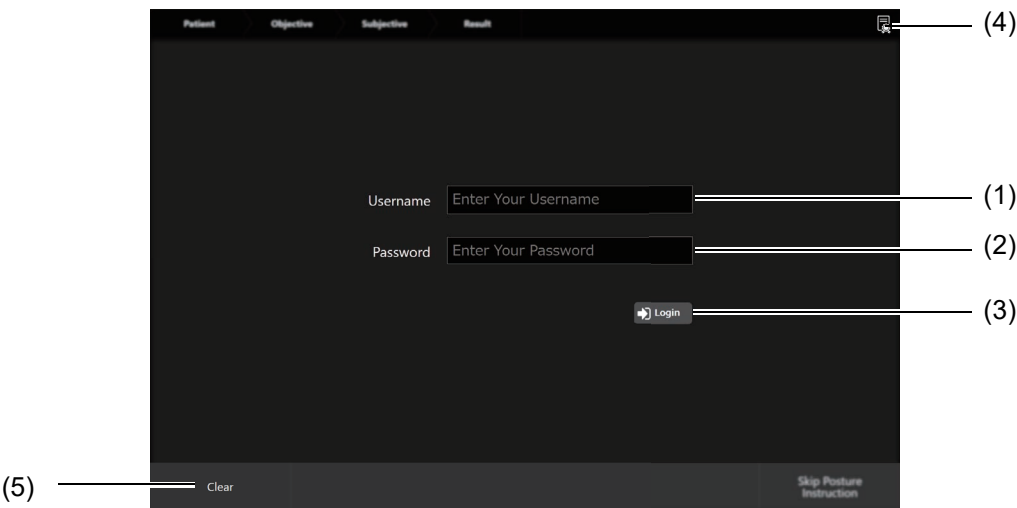 Patient Objective Subjective Result
(4)
Username Enter Your Username
(1)
Password Enter Your Password
(2)
Login
(3)
(5)
Clear
Skip Posture
Instruction